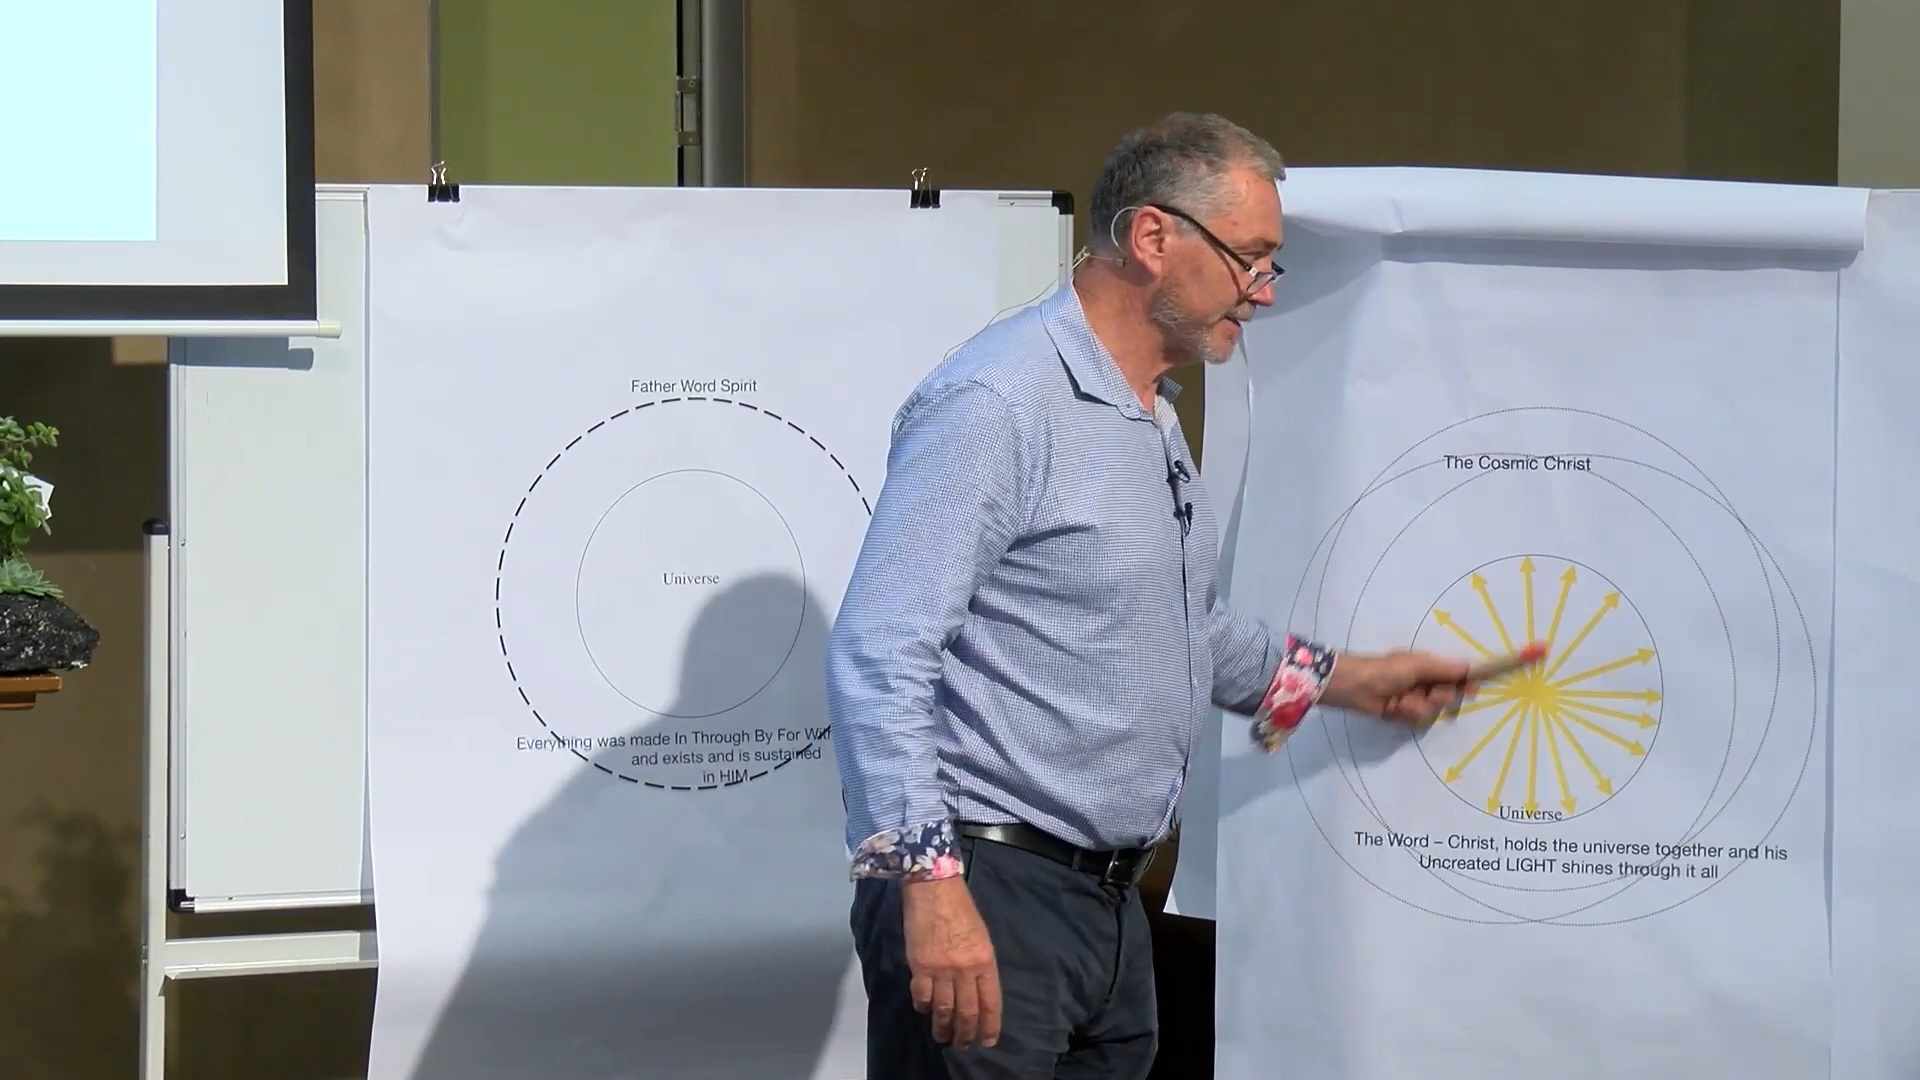 Father Word Spirit
Universe
Everything was made In Through By For With
and exists and is sustained
in HIM
The Cosmic Christ
Universe
The Word – Christ, holds the universe together and his
Uncreated LIGHT shines through it all